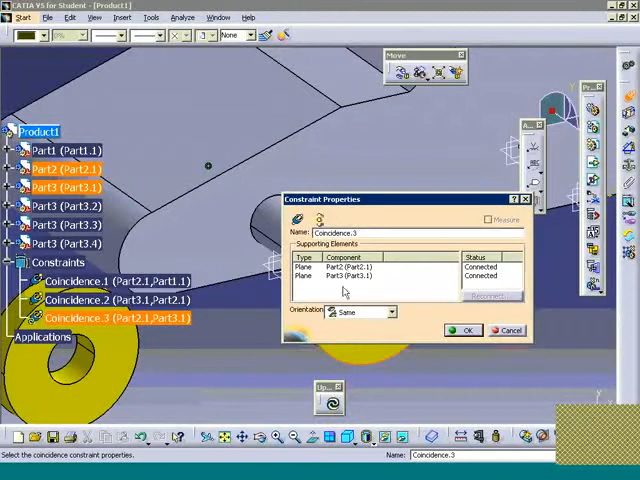 CATIA V5 for Student - [Product1]
Start File Edit View Insert Tools Analyze Window Help
None
Move
Product1
Part1 (Part1.1)
Part2 (Part2.1)
Part3 (Part3.1)
Part3 (Part3.2)
Part3 (Part3.3)
Part3 (Part3.4)
Constraints
Coincidence.1 (Part2.1,Part1.1)
Coincidence.2 (Part3.1,Part2.1)
Coincidence.3 (Part2.1,Part3.1)
Applications
Constraint Properties
Measure
Name: Coincidence.3
Supporting Elements
Type Component Status
Plane Part2 (Part2.1) Connected
Plane Part3 (Part3.1) Connected
Reconnect...
Orientation Same
OK Cancel
Up...
Select the coincidence constraint properties. Name: Coincidence.3